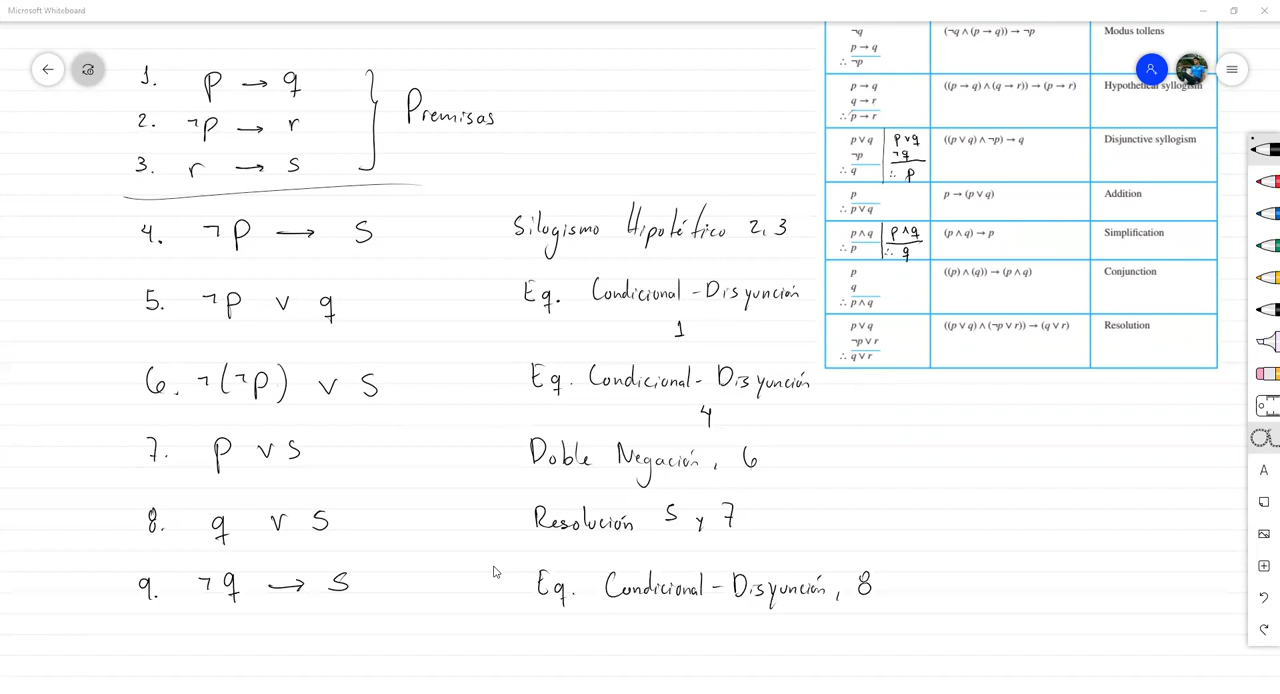 Microsoft Whiteboard
1. p → q
2. ¬p → r
3. r → s
Premisas
4. ¬p → s Silogismo Hipotético 2,3
5. ¬p ∨ q Eq. Condicional-Disyunción
1
6. ¬(¬p) ∨ s Eq. Condicional-Disyunción
4
7. p ∨ s Doble Negación, 6
8. q ∨ s Resolución 5 y 7
9. ¬q → s Eq. Condicional-Disyunción, 8
¬q
p → q
∴ ¬p
(¬q ∧ (p → q)) → ¬p
Modus tollens
p → q
q → r
∴ p → r
((p → q) ∧ (q → r)) → (p → r)
Hypothetical syllogism
p ∨ q
¬p
∴ q
p ∨ q
¬q
∴ p
((p ∨ q) ∧ ¬p) → q
Disjunctive syllogism
p
∴ p ∨ q
p → (p ∨ q)
Addition
p ∧ q
∴ p
p ∧ q
∴ q
(p ∧ q) → p
Simplification
p
q
∴ p ∧ q
((p) ∧ (q)) → (p ∧ q)
Conjunction
p ∨ q
¬p ∨ r
∴ q ∨ r
((p ∨ q) ∧ (¬p ∨ r)) → (q ∨ r)
Resolution
A